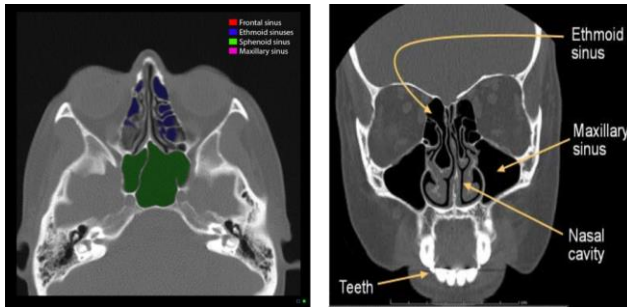 Frontal sinus
Ethmoid sinuses
Sphenoid sinus
Maxillary sinus
Ethmoid
sinus
Maxillary
sinus
Nasal
cavity
Teeth